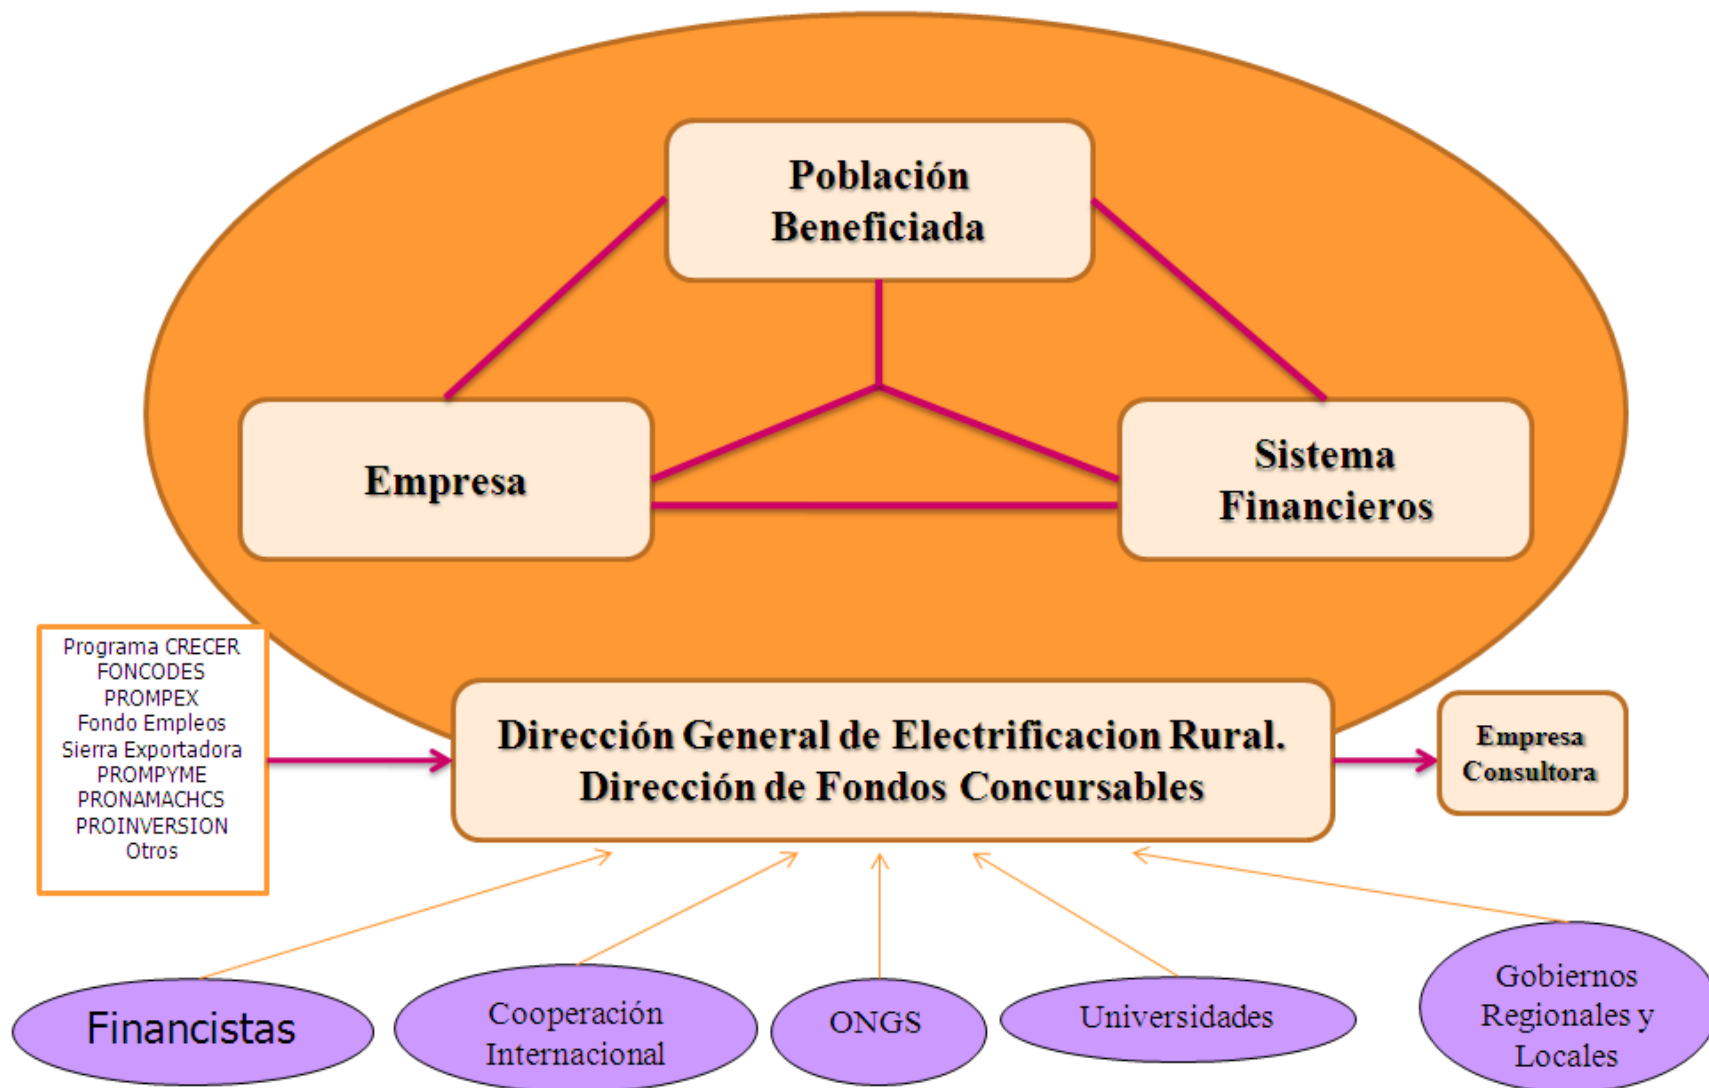 Población
Beneficiada
Empresa
Sistema
Financieros
Programa CRECER
FONCODES
PROMPEX
Fondo Empleos
Sierra Exportadora
PROMPYME
PRONAMACHCS
PROINVERSION
Otros
Dirección General de Electrificacion Rural.
Dirección de Fondos Concursables
Empresa
Consultora
Financistas
Cooperación
Internacional
ONGS
Universidades
Gobiernos
Regionales y
Locales